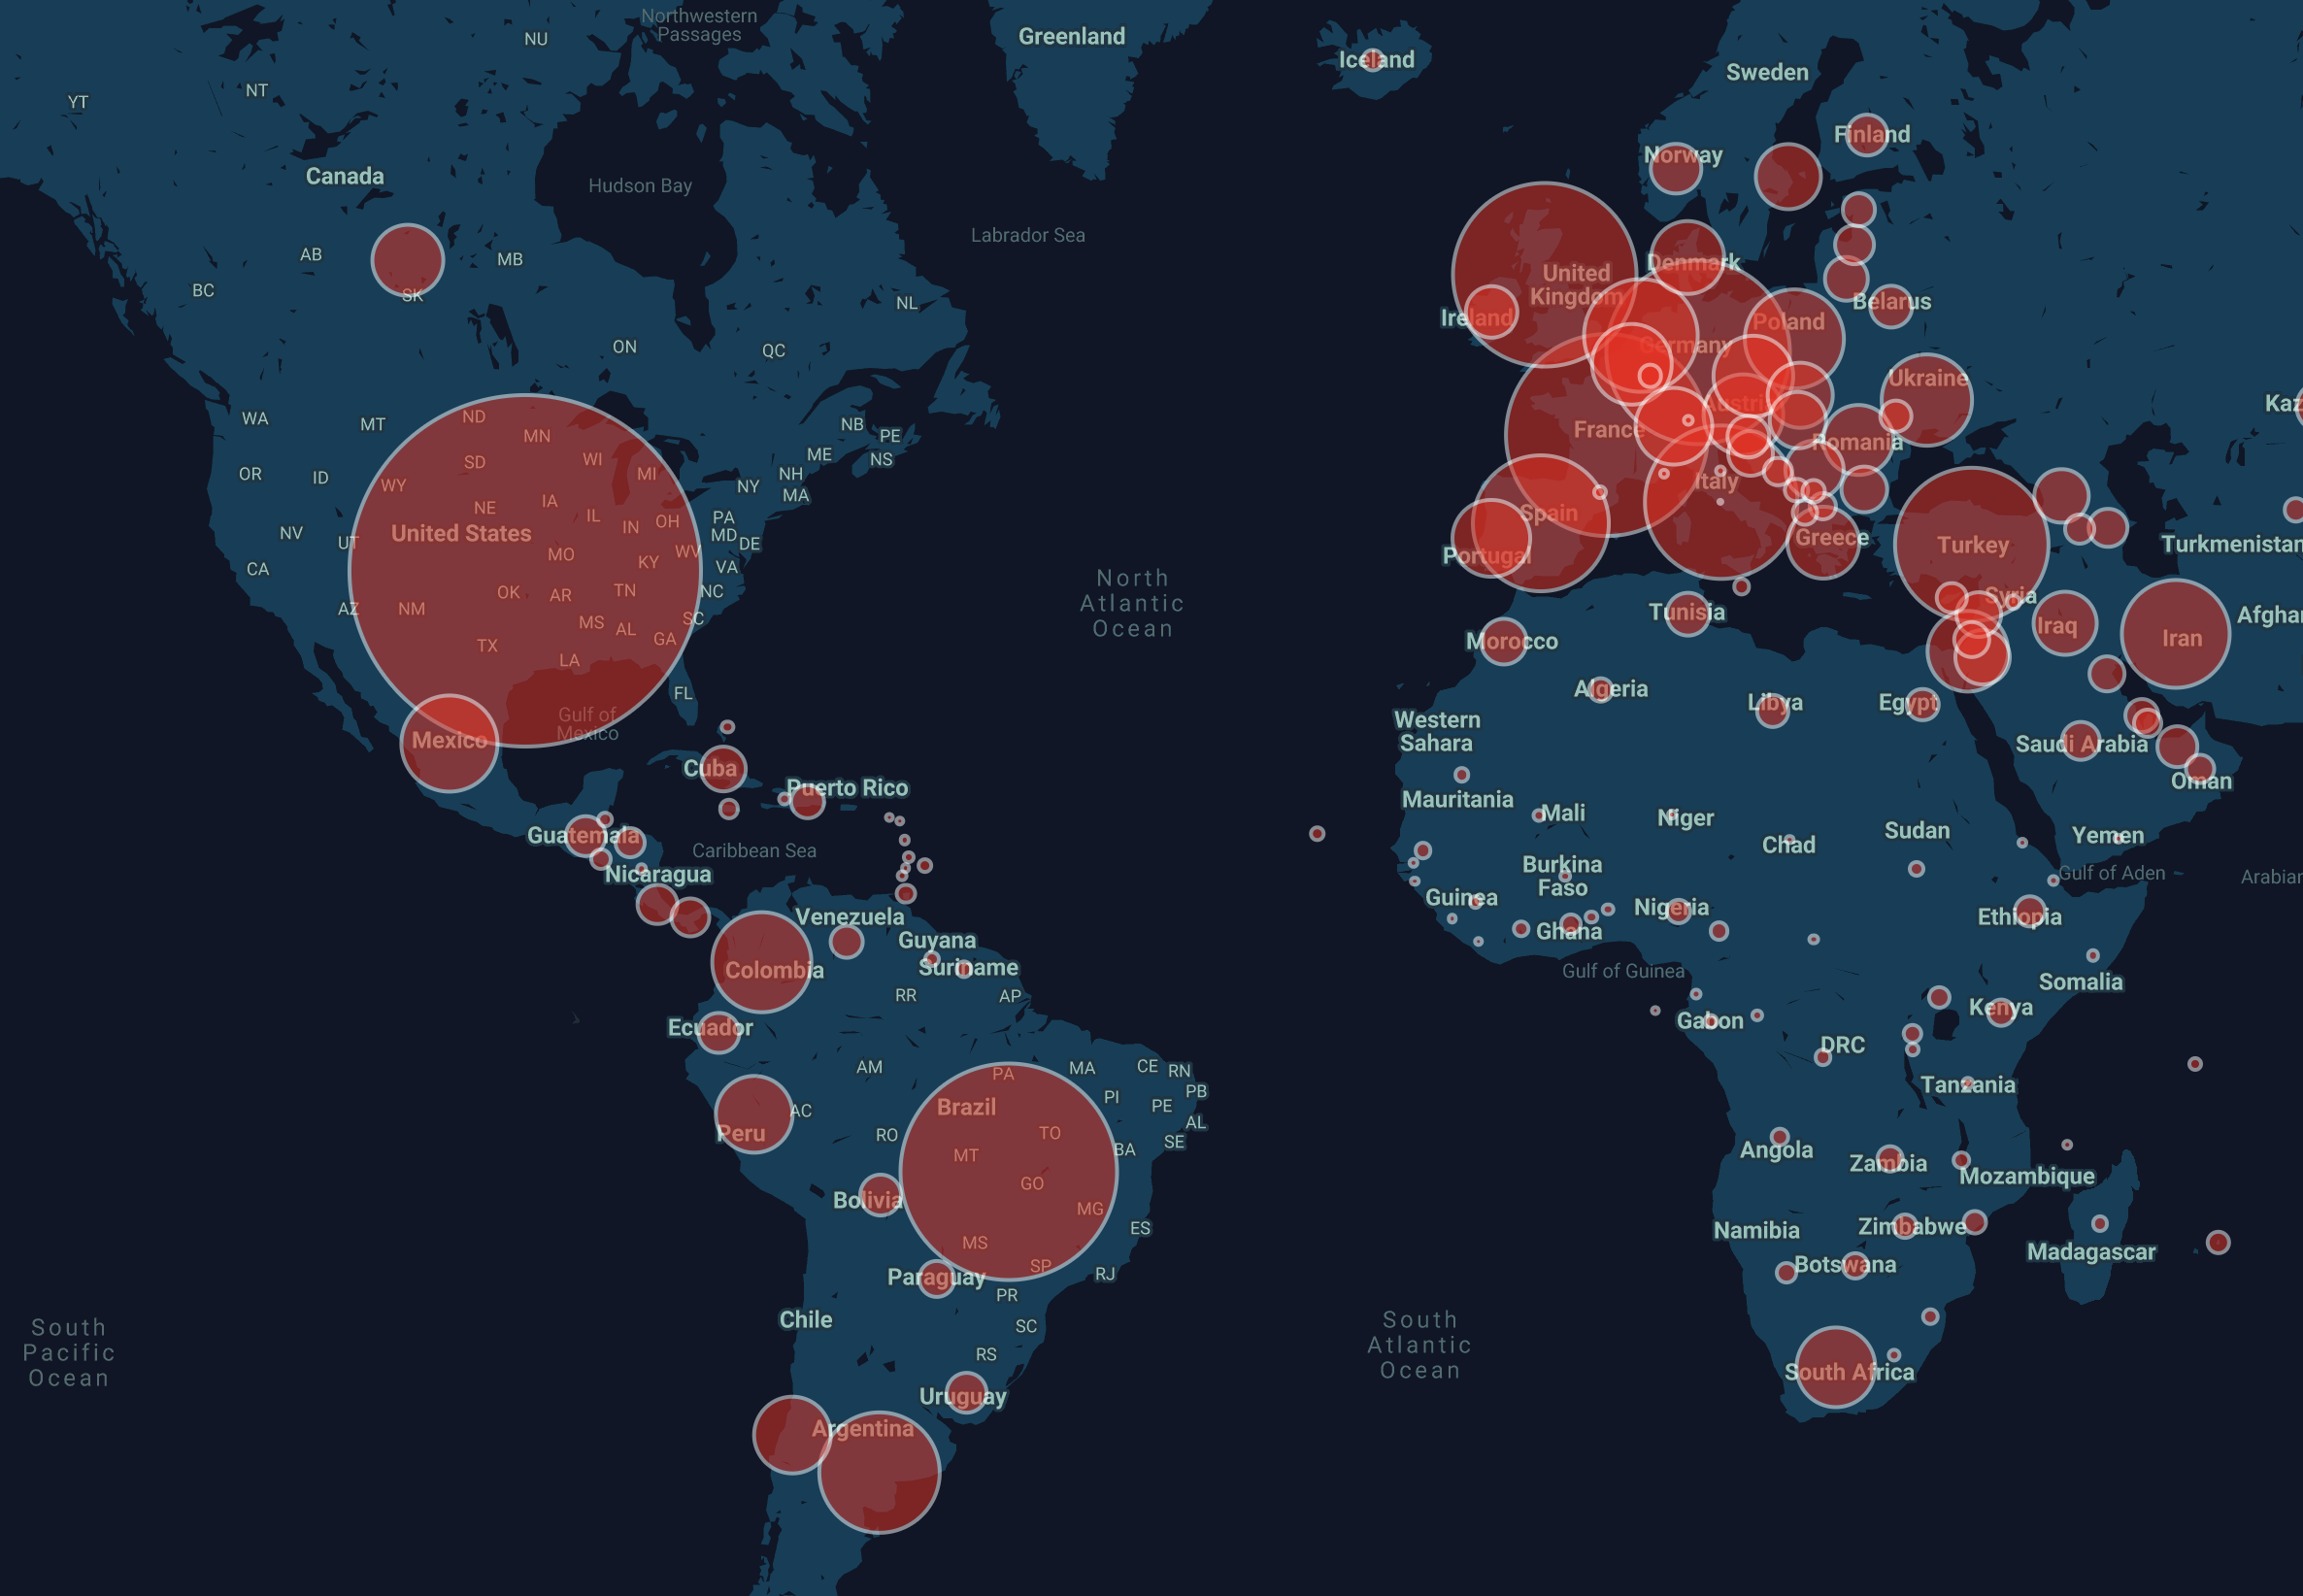 Northwestern
Passages
NU
Greenland
Iceland
Sweden
NT
YT
Finland
Norway
Canada
Hudson Bay
Labrador Sea
AB
MB
BC
SK
NL
Denmark
United
Kingdom
Ireland
Belarus
Poland
Germany
ON
QC
Ukraine
Kaz
WA
MT
ND
MN
NB
PE
Austria
France
Romania
OR
ID
SD
WI
MI
ME
NS
NH
WY
NY
MA
Italy
NE
IA
IL
IN
OH
PA
Spain
NV
UT
United States
MD
DE
Greece
Turkey
Turkmenistan
MO
KY
WV
VA
Portugal
CA
North
Atlantic
Ocean
OK
AR
TN
NC
Syria
AZ
NM
MS
AL
GA
SC
Tunisia
Iraq
Iran
Afghan
TX
LA
Morocco
FL
Algeria
Libya
Egypt
Gulf of
Mexico
Mexico
Western
Sahara
Saudi Arabia
Cuba
Puerto Rico
Oman
Mauritania
Mali
Niger
Guatemala
Caribbean Sea
Chad
Sudan
Yemen
Nicaragua
Burkina
Faso
Gulf of Aden
Arabian
Guinea
Venezuela
Nigeria
Ghana
Ethiopia
Guyana
Colombia
Suriname
Gulf of Guinea
Somalia
RR
AP
Ecuador
Gabon
Kenya
DRC
AM
PA
MA
CE
RN
Tanzania
Brazil
PI
PB
PE
AC
Peru
AL
RO
TO
SE
BA
MT
Angola
Zambia
Mozambique
GO
Bolivia
MG
ES
Namibia
Zimbabwe
MS
Madagascar
SP
RJ
Paraguay
Botswana
PR
Chile
SC
South
Pacific
Ocean
South
Atlantic
Ocean
RS
Uruguay
South Africa
Argentina